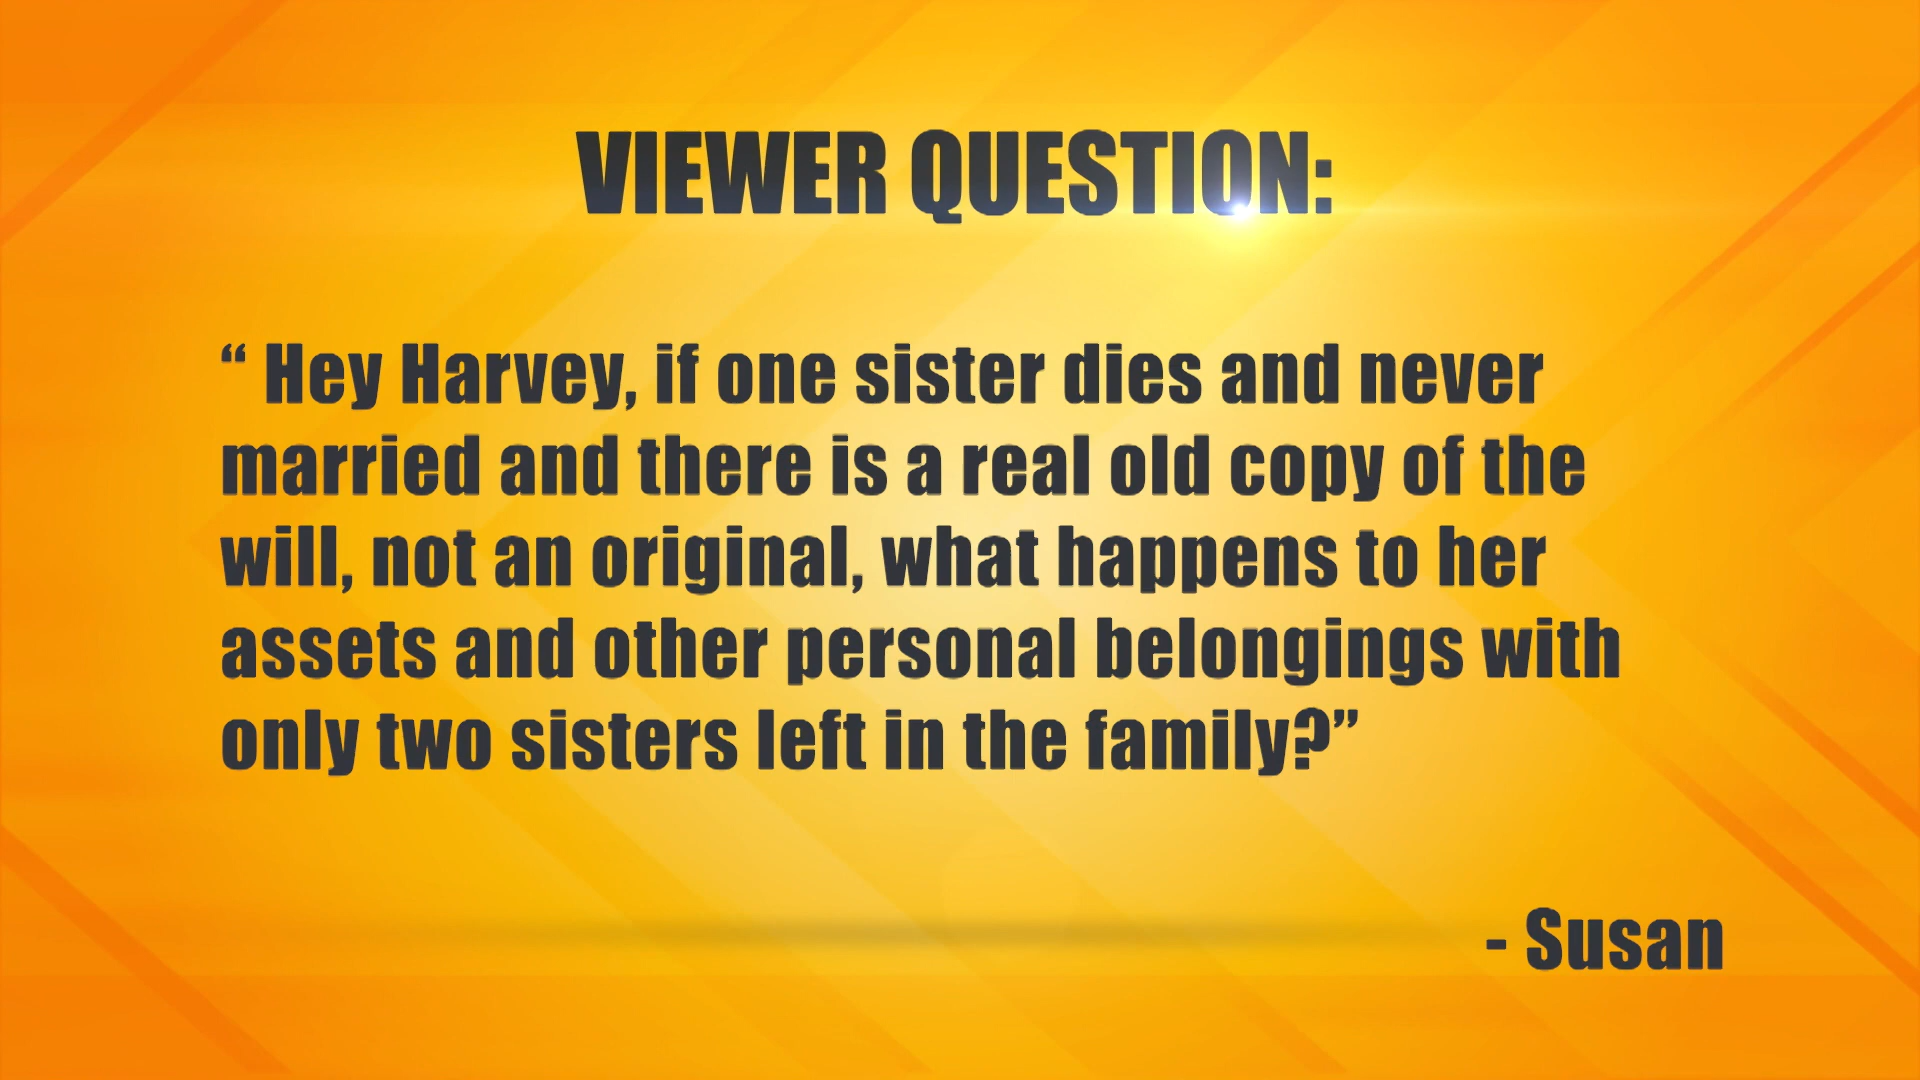 VIEWER QUESTION:
“ Hey Harvey, if one sister dies and never
married and there is a real old copy of the
will, not an original, what happens to her
assets and other personal belongings with
only two sisters left in the family?”
- Susan